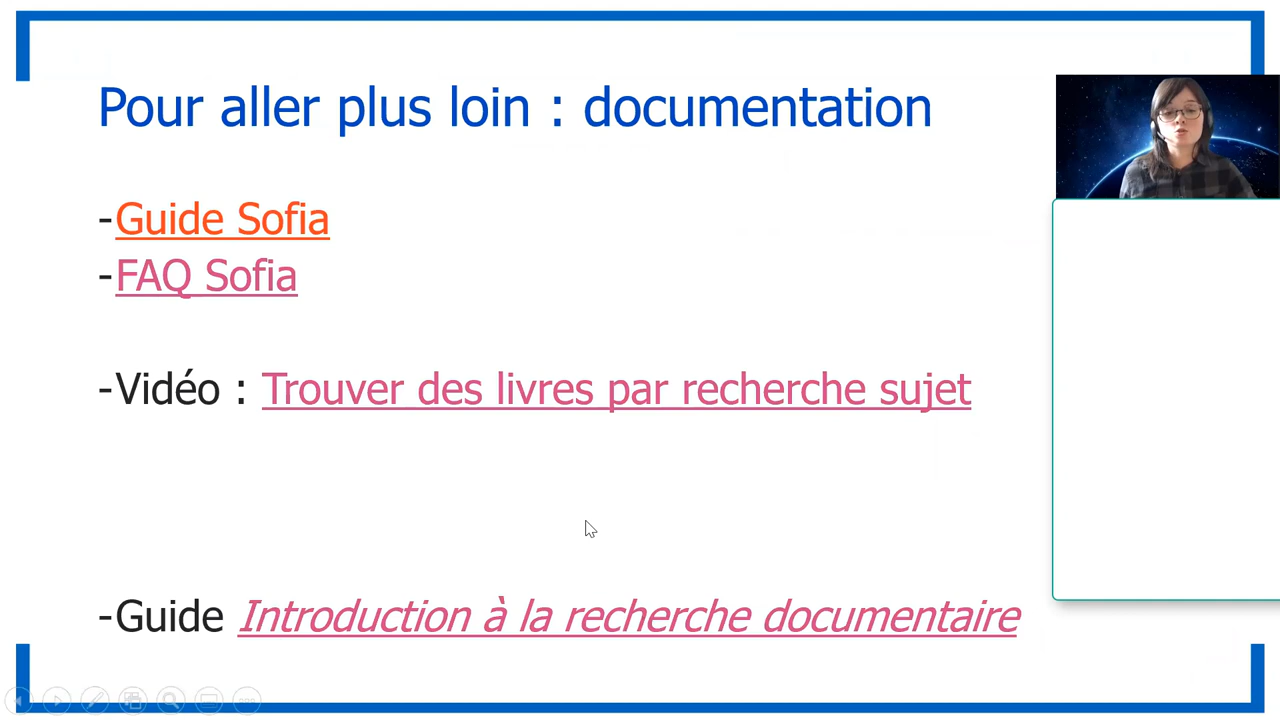 Pour aller plus loin : documentation
-Guide Sofia
-FAQ Sofia
-Vidéo : Trouver des livres par recherche sujet
-Guide Introduction à la recherche documentaire